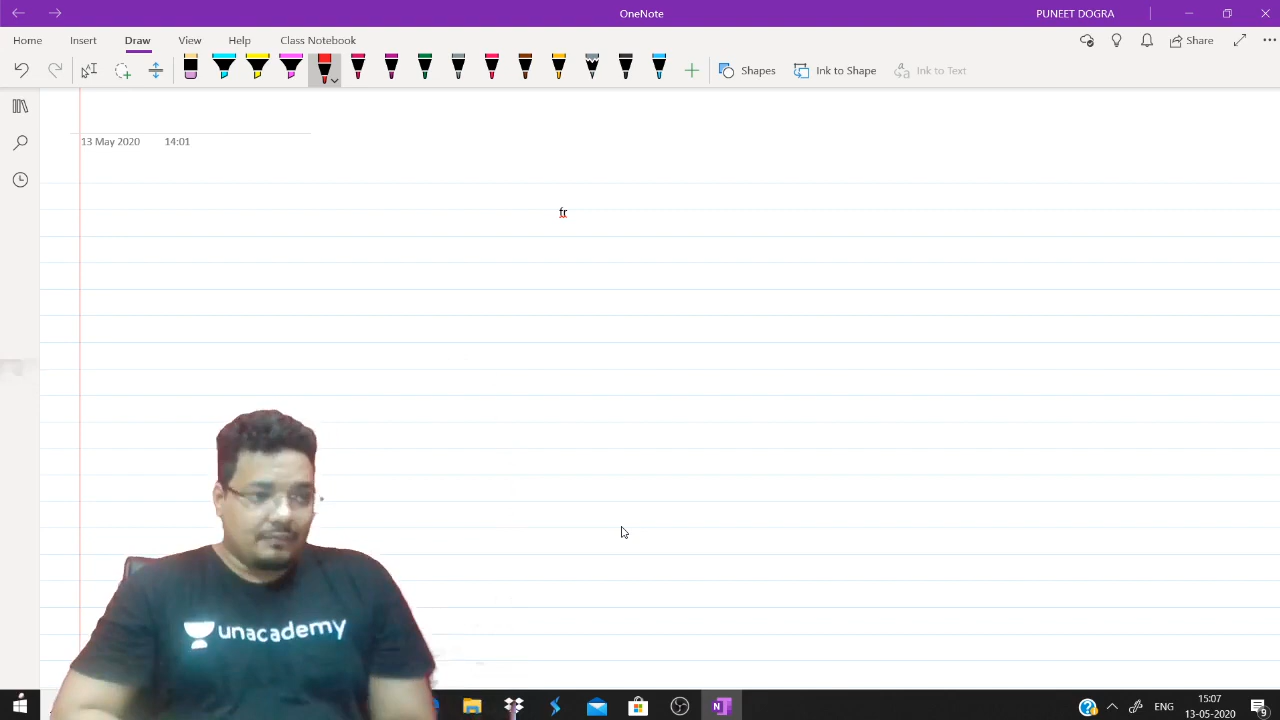 OneNote
PUNEET DOGRA
Home Insert Draw View Help Class Notebook
Share
Shapes Ink to Shape Ink to Text
13 May 2020 14:01
fr
unacademy
ENG
15:07
13-05-2020
9